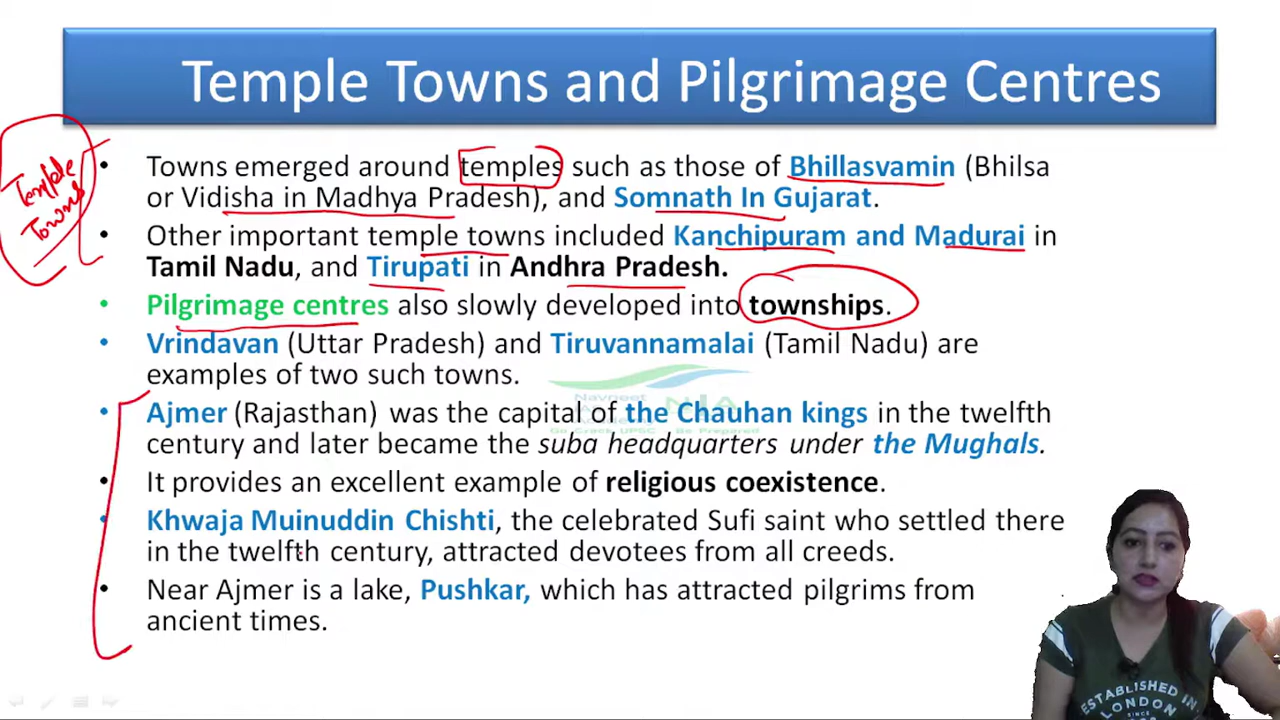 Temple Towns and Pilgrimage Centres
Temple
Towns
• Towns emerged around temples such as those of Bhillasvamin (Bhilsa
or Vidisha in Madhya Pradesh), and Somnath In Gujarat.
• Other important temple towns included Kanchipuram and Madurai in
Tamil Nadu, and Tirupati in Andhra Pradesh.
• Pilgrimage centres also slowly developed into townships.
• Vrindavan (Uttar Pradesh) and Tiruvannamalai (Tamil Nadu) are
examples of two such towns.
• Ajmer (Rajasthan) was the capital of the Chauhan kings in the twelfth
century and later became the suba headquarters under the Mughals.
• It provides an excellent example of religious coexistence.
• Khwaja Muinuddin Chishti, the celebrated Sufi saint who settled there
in the twelfth century, attracted devotees from all creeds.
• Near Ajmer is a lake, Pushkar, which has attracted pilgrims from
ancient times.
ESTABLISHED IN
LONDON